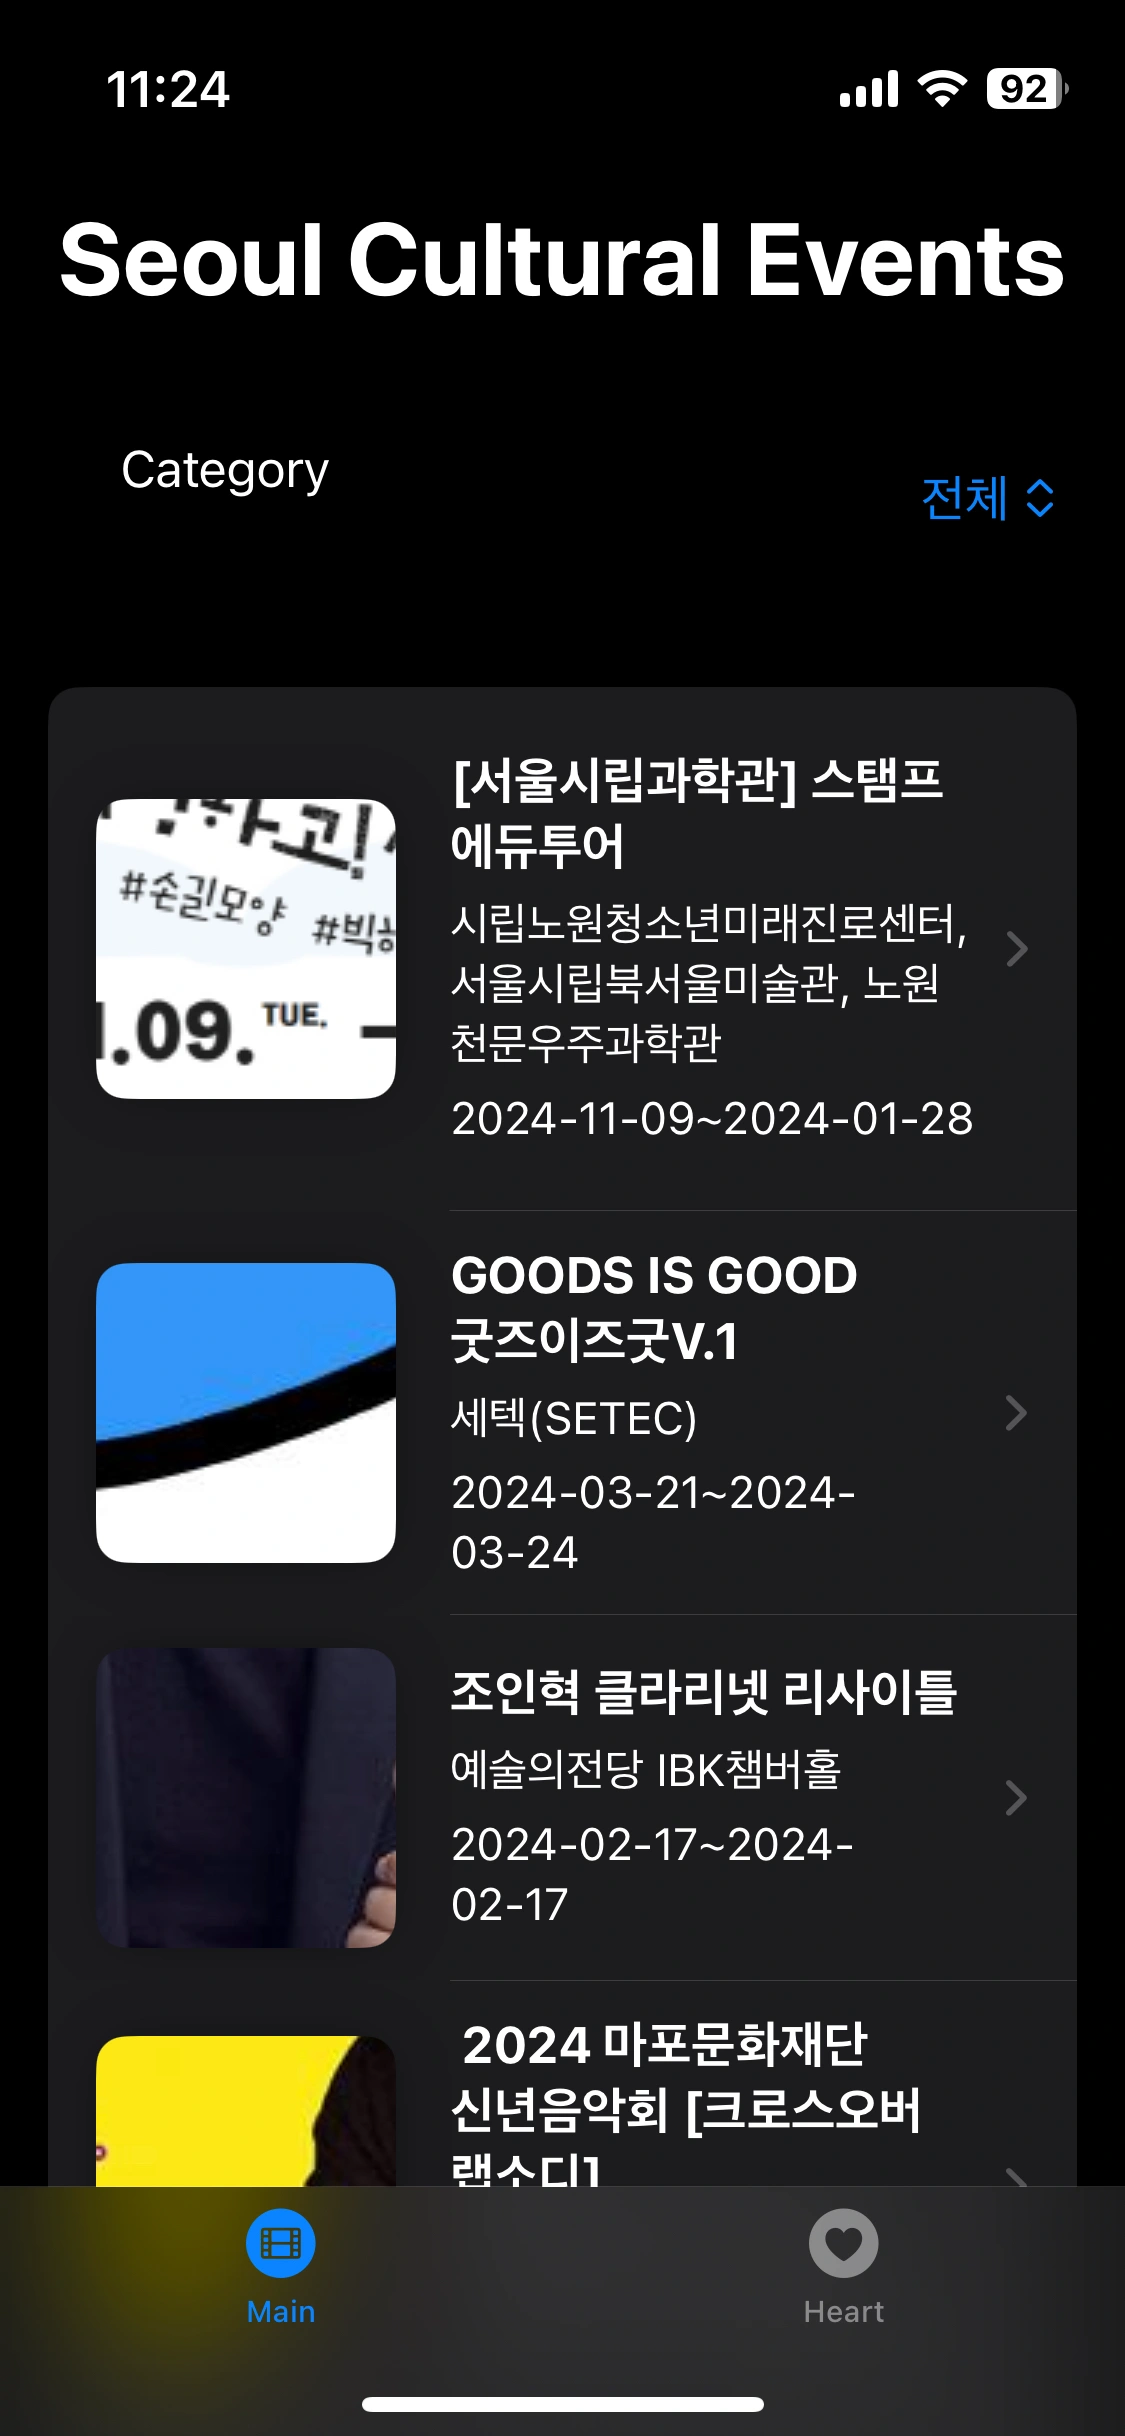 11:24
92
Seoul Cultural Events
Category
전체
[서울시립과학관] 스탬프
에듀투어
시립노원청소년미래진로센터,
서울시립북서울미술관, 노원
천문우주과학관
2024-11-09~2024-01-28
#손길모양 #빅
.09. TUE.
GOODS IS GOOD
굿즈이즈굿V.1
세텍(SETEC)
2024-03-21~2024-
03-24
조인혁 클라리넷 리사이틀
예술의전당 IBK챔버홀
2024-02-17~2024-
02-17
2024 마포문화재단
신년음악회 [크로스오버
랩소디]
Main
Heart